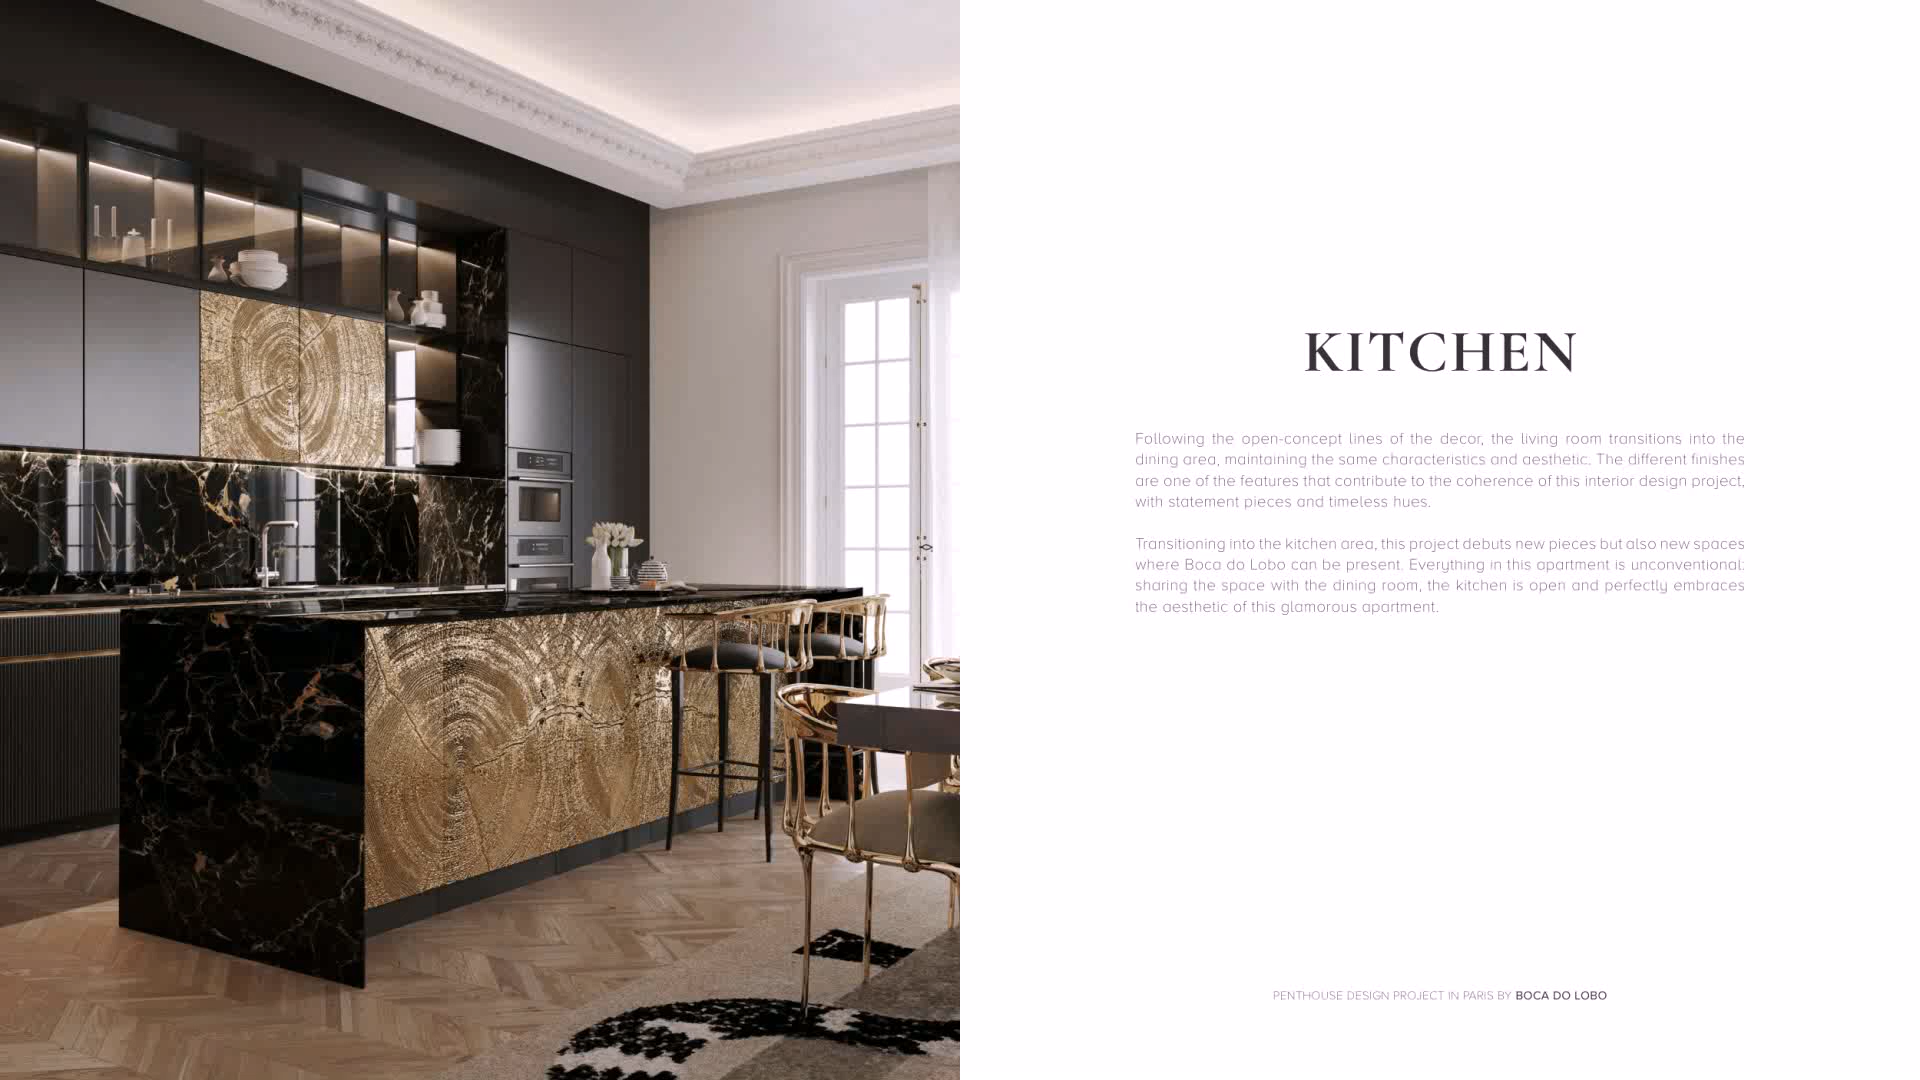 KITCHEN
Following the open-concept lines of the decor, the living room transitions into the
dining area, maintaining the same characteristics and aesthetic. The different finishes
are one of the features that contribute to the coherence of this interior design project,
with statement pieces and timeless hues.
Transitioning into the kitchen area, this project debuts new pieces but also new spaces
where Boca do Lobo can be present. Everything in this apartment is unconventional:
sharing the space with the dining room, the kitchen is open and perfectly embraces
the aesthetic of this glamorous apartment.
PENTHOUSE DESIGN PROJECT IN PARIS BY BOCA DO LOBO